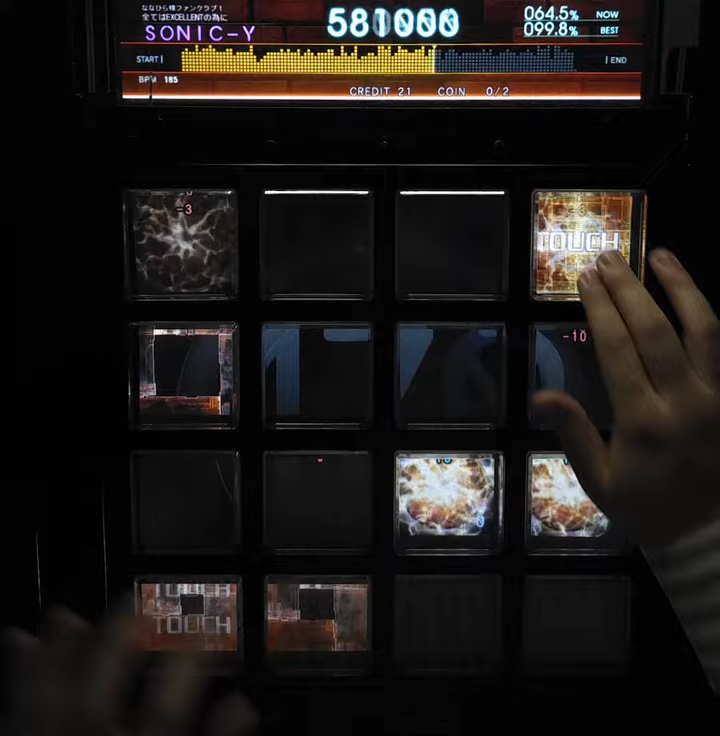 ななひら様ファンクラブ1
全てはEXCELLENTの為に
SONIC-Y
064.5% NOW
099.8% BEST
START | END
BPM 185
CREDIT 21 COIN 0/2
-3
TOUCH
-10
TOUCH